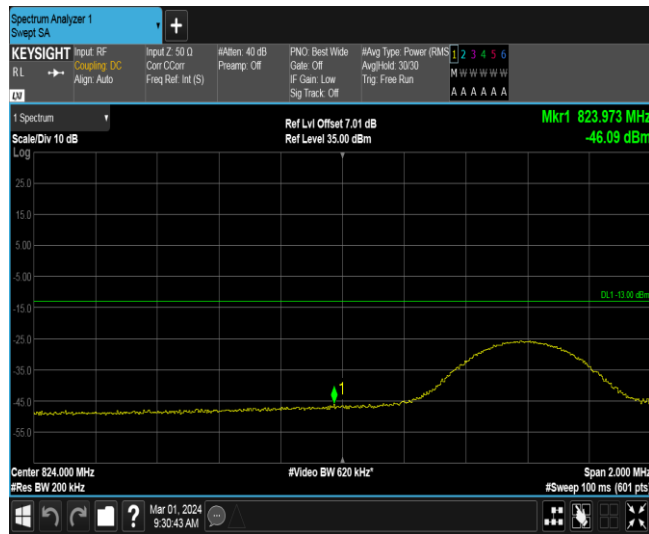 Spectrum Analyzer 1
Swept SA
+
KEYSIGHT
RL
LXI
Input: RF
Coupling: DC
Align: Auto
Input Z: 50 Ω
Corr CCorr
Freq Ref: Int (S)
#Atten: 40 dB
Preamp: Off
PNO: Best Wide
Gate: Off
IF Gain: Low
Sig Track: Off
#Avg Type: Power (RMS
Avg|Hold: 30/30
Trig: Free Run
1 2 3 4 5 6
M W W W W W
A A A A A A
1 Spectrum
Scale/Div 10 dB
Ref Lvl Offset 7.01 dB
Ref Level 35.00 dBm
Mkr1 823.973 MHz
-46.09 dBm
Log
25.0
15.0
5.00
-5.00
DL1 -13.00 dBm
-15.0
-25.0
-35.0
1
-45.0
-55.0
Center 824.000 MHz
#Res BW 200 kHz
#Video BW 620 kHz*
Span 2.000 MHz
#Sweep 100 ms (601 pts
?
Mar 01, 2024
9:30:43 AM